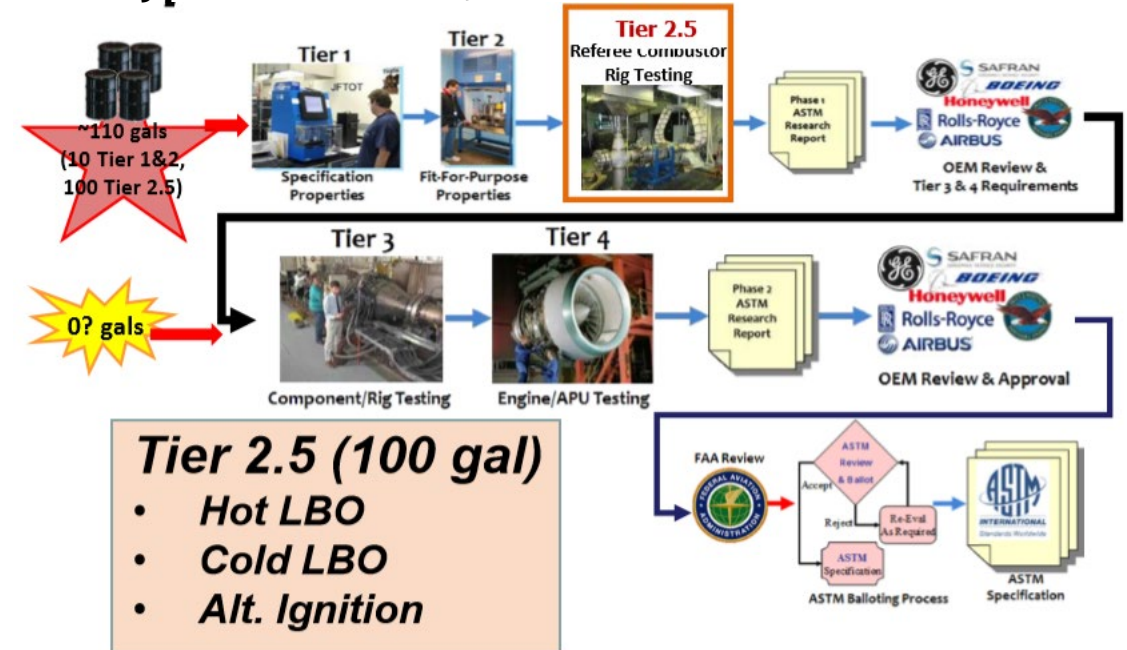 Tier 1
Tier 2
Tier 2.5
Referee Combustor
Rig Testing
JFTOT
~110 gals
(10 Tier 1&2,
100 Tier 2.5)
Specification
Properties
Fit-For-Purpose
Properties
Phase 1
ASTM
Research
Report
GE
SAFRAN
BOEING
Honeywell
Rolls-Royce
AIRBUS
OEM Review &
Tier 3 & 4 Requirements
Tier 3
Tier 4
0? gals
Component/Rig Testing
Engine/APU Testing
Phase 2
ASTM
Research
Report
GE
SAFRAN
BOEING
Honeywell
Rolls-Royce
AIRBUS
OEM Review & Approval
Tier 2.5 (100 gal)
• Hot LBO
• Cold LBO
• Alt. Ignition
FAA Review
FEDERAL AVIATION
ADMINISTRATION
ASTM
Review
& Ballot
Accept
Reject
Re-Eval
As Required
ASTM
Specification
ASTM Balloting Process
ASTM
INTERNATIONAL
Standards Worldwide
ASTM
Specification